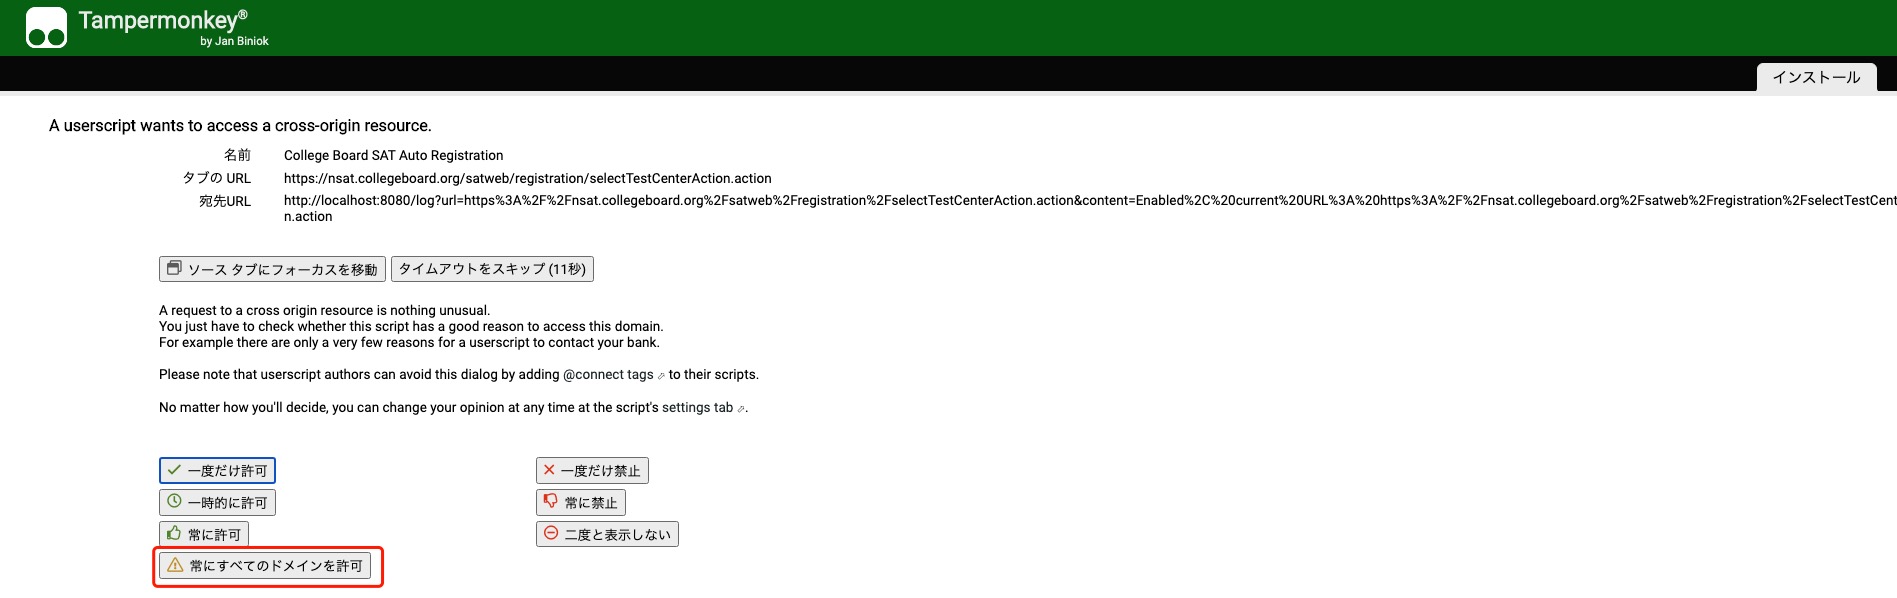 Tampermonkey®
by Jan Biniok
インストール
A userscript wants to access a cross-origin resource.
名前 College Board SAT Auto Registration
タブの URL https://nsat.collegeboard.org/satweb/registration/selectTestCenterAction.action
宛先URL http://localhost:8080/log?url=https%3A%2F%2Fnsat.collegeboard.org%2Fsatweb%2Fregistration%2FselectTestCenterAction.action&content=Enabled%2C%20current%20URL%3A%20https%3A%2F%2Fnsat.collegeboard.org%2Fsatweb%2Fregistration%2FselectTestCent
n.action
ソース タブにフォーカスを移動 タイムアウトをスキップ (11秒)
A request to a cross origin resource is nothing unusual.
You just have to check whether this script has a good reason to access this domain.
For example there are only a very few reasons for a userscript to contact your bank.
Please note that userscript authors can avoid this dialog by adding @connect tags to their scripts.
No matter how you'll decide, you can change your opinion at any time at the script's settings tab.
一度だけ許可 一度だけ禁止
一時的に許可 常に禁止
常に許可 二度と表示しない
常にすべてのドメインを許可